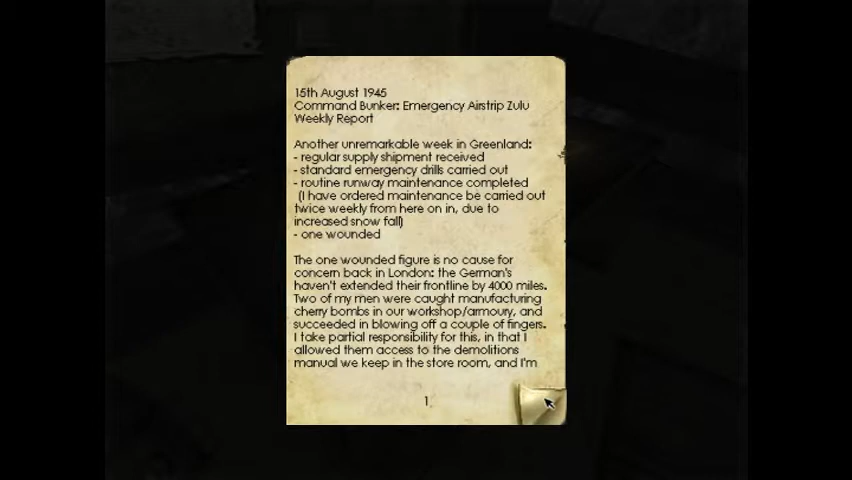 15th August 1945
Command Bunker: Emergency Airstrip Zulu
Weekly Report
Another unremarkable week in Greenland:
- regular supply shipment received
- standard emergency drills carried out
- routine runway maintenance completed
(I have ordered maintenance be carried out
twice weekly from here on in, due to
increased snow fall)
- one wounded
The one wounded figure is no cause for
concern back in London: the German's
haven't extended their frontline by 4000 miles.
Two of my men were caught manufacturing
cherry bombs in our workshop/armoury, and
succeeded in blowing off a couple of fingers.
I take partial responsibility for this, in that I
allowed them access to the demolitions
manual we keep in the store room, and I'm
1